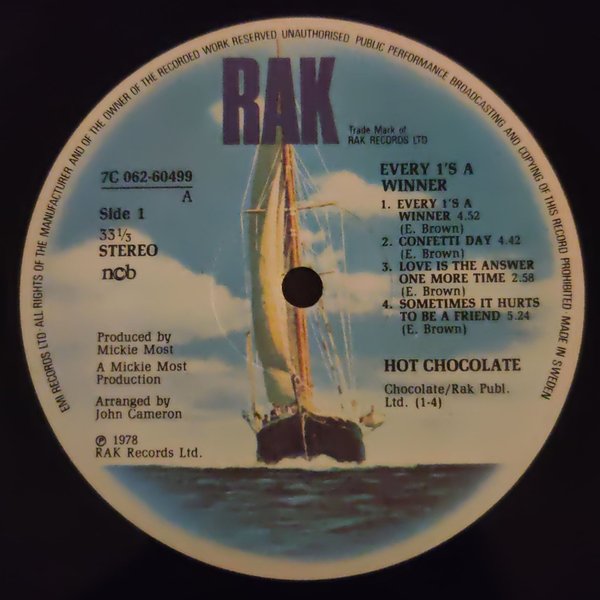 EMI RECORDS LTD·ALL RIGHTS OF THE MANUFACTURER AND OF THE OWNER OF THE RECORDED WORK RESERVED UNAUTHORISED PUBLIC PERFORMANCE BROADCASTING AND COPYING OF THIS RECORD PROHIBITED MADE IN SWEDEN
RAK
Trade Mark of
RAK RECORDS LTD
7C 062-60499
A
Side 1
33 1/3
STEREO
ncb
EVERY 1'S A
WINNER
1. EVERY 1'S A
WINNER 4.52
(E. Brown)
2. CONFETTI DAY 4.42
(E. Brown)
3. LOVE IS THE ANSWER
ONE MORE TIME 2.58
(E. Brown)
4. SOMETIMES IT HURTS
TO BE A FRIEND 5.24
(E. Brown)
Produced by
Mickie Most
A Mickie Most
Production
Arranged by
John Cameron
℗ 1978
RAK Records Ltd.
HOT CHOCOLATE
Chocolate/Rak Publ.
Ltd. (1-4)